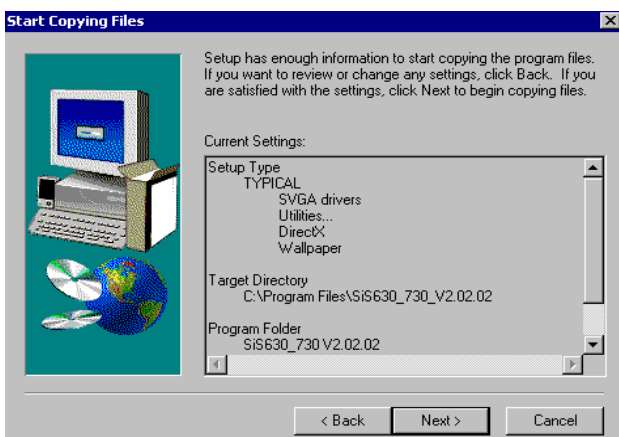 Start Copying Files
Setup has enough information to start copying the program files.
If you want to review or change any settings, click Back. If you
are satisfied with the settings, click Next to begin copying files.
Current Settings:
Setup Type
TYPICAL
SVGA drivers
Utilities...
DirectX
Wallpaper
Target Directory
C:\Program Files\SiS630_730_V2.02.02
Program Folder
SiS630_730 V2.02.02
< Back
Next >
Cancel